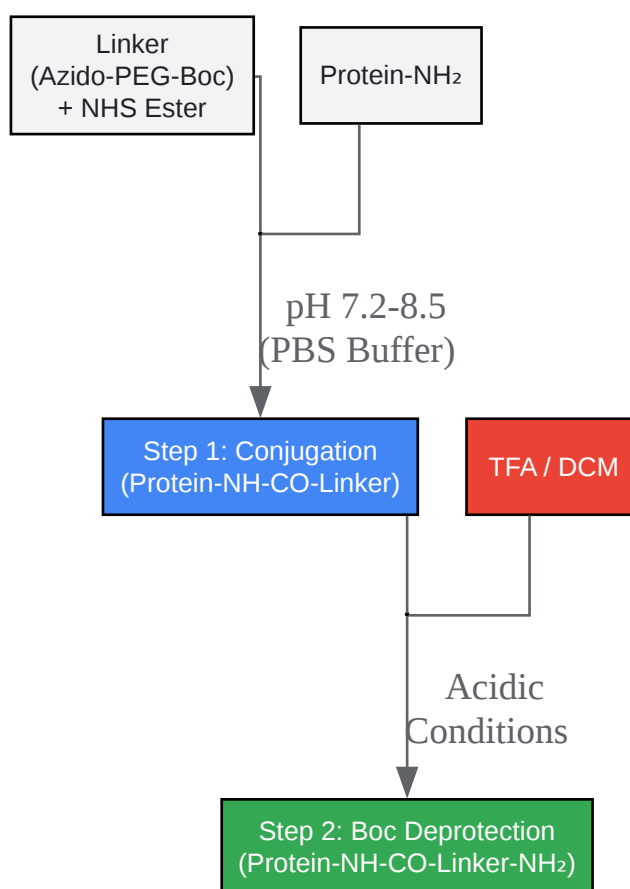 Linker
(Azido-PEG-Boc)
+ NHS Ester
Protein-NH₂
pH 7.2-8.5
(PBS Buffer)
Step 1: Conjugation
(Protein-NH-CO-Linker)
TFA / DCM
Acidic
Conditions
Step 2: Boc Deprotection
(Protein-NH-CO-Linker-NH₂)